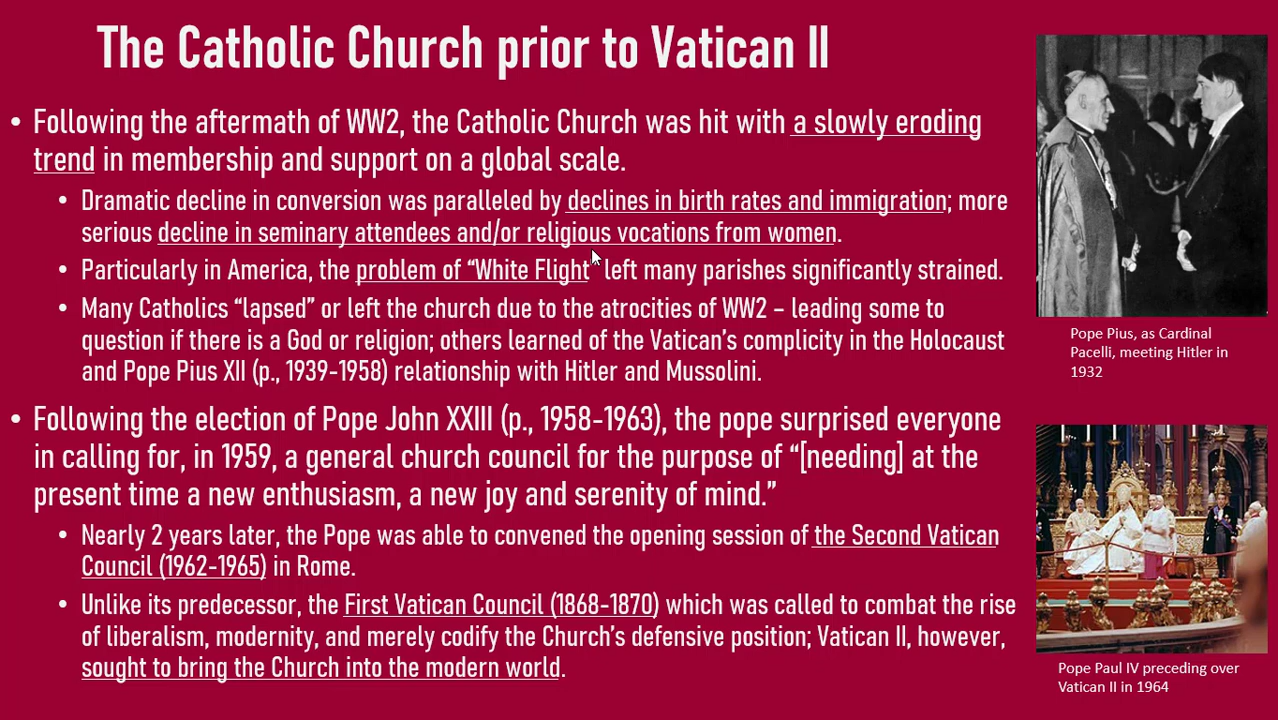 The Catholic Church prior to Vatican II
• Following the aftermath of WW2, the Catholic Church was hit with a slowly eroding
trend in membership and support on a global scale.
• Dramatic decline in conversion was paralleled by declines in birth rates and immigration; more
serious decline in seminary attendees and/or religious vocations from women.
• Particularly in America, the problem of “White Flight” left many parishes significantly strained.
• Many Catholics “lapsed” or left the church due to the atrocities of WW2 – leading some to
question if there is a God or religion; others learned of the Vatican’s complicity in the Holocaust
and Pope Pius XII (p., 1939-1958) relationship with Hitler and Mussolini.
• Following the election of Pope John XXIII (p., 1958-1963), the pope surprised everyone
in calling for, in 1959, a general church council for the purpose of “[needing] at the
present time a new enthusiasm, a new joy and serenity of mind.”
• Nearly 2 years later, the Pope was able to convened the opening session of the Second Vatican
Council (1962-1965) in Rome.
• Unlike its predecessor, the First Vatican Council (1868-1870) which was called to combat the rise
of liberalism, modernity, and merely codify the Church’s defensive position; Vatican II, however,
sought to bring the Church into the modern world.
Pope Pius, as Cardinal
Pacelli, meeting Hitler in
1932
Pope Paul IV preceding over
Vatican II in 1964